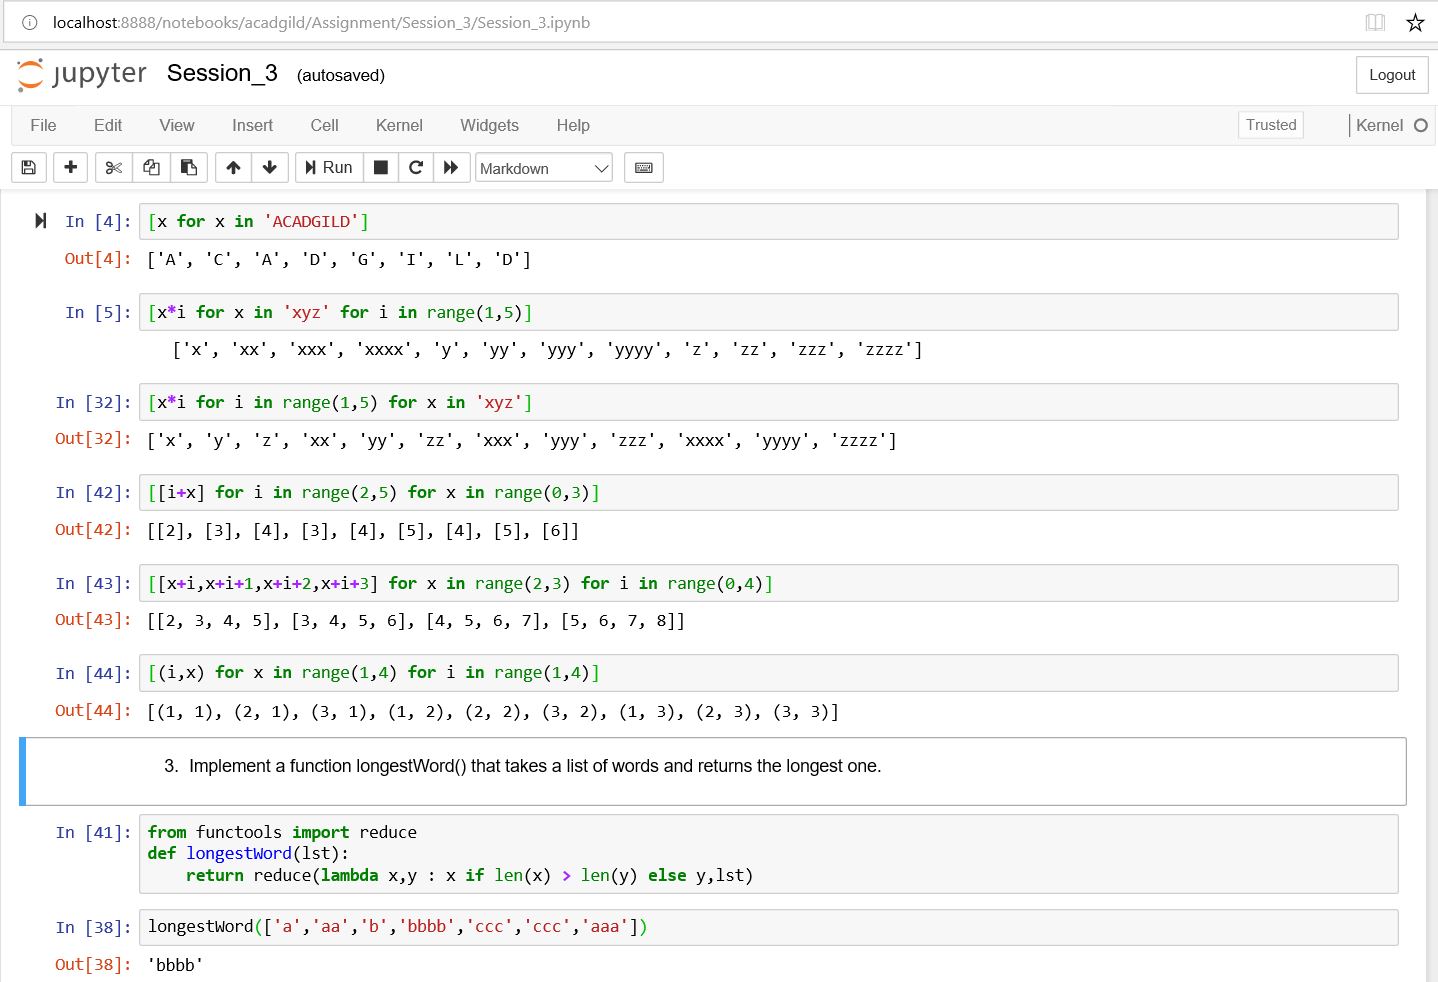 localhost:8888/notebooks/acadgild/Assignment/Session_3/Session_3.ipynb
jupyter Session_3 (autosaved) Logout
File Edit View Insert Cell Kernel Widgets Help Trusted Kernel
Run Markdown
In [4]: [x for x in 'ACADGILD']
Out[4]: ['A', 'C', 'A', 'D', 'G', 'I', 'L', 'D']
In [5]: [x*i for x in 'xyz' for i in range(1,5)]
['x', 'xx', 'xxx', 'xxxx', 'y', 'yy', 'yyy', 'yyyy', 'z', 'zz', 'zzz', 'zzzz']
In [32]: [x*i for i in range(1,5) for x in 'xyz']
Out[32]: ['x', 'y', 'z', 'xx', 'yy', 'zz', 'xxx', 'yyy', 'zzz', 'xxxx', 'yyyy', 'zzzz']
In [42]: [[i+x] for i in range(2,5) for x in range(0,3)]
Out[42]: [[2], [3], [4], [3], [4], [5], [4], [5], [6]]
In [43]: [[x+i,x+i+1,x+i+2,x+i+3] for x in range(2,3) for i in range(0,4)]
Out[43]: [[2, 3, 4, 5], [3, 4, 5, 6], [4, 5, 6, 7], [5, 6, 7, 8]]
In [44]: [(i,x) for x in range(1,4) for i in range(1,4)]
Out[44]: [(1, 1), (2, 1), (3, 1), (1, 2), (2, 2), (3, 2), (1, 3), (2, 3), (3, 3)]
3. Implement a function longestWord() that takes a list of words and returns the longest one.
In [41]: from functools import reduce
def longestWord(lst):
return reduce(lambda x,y : x if len(x) > len(y) else y,lst)
In [38]: longestWord(['a','aa','b','bbbb','ccc','ccc','aaa'])
Out[38]: 'bbbb'